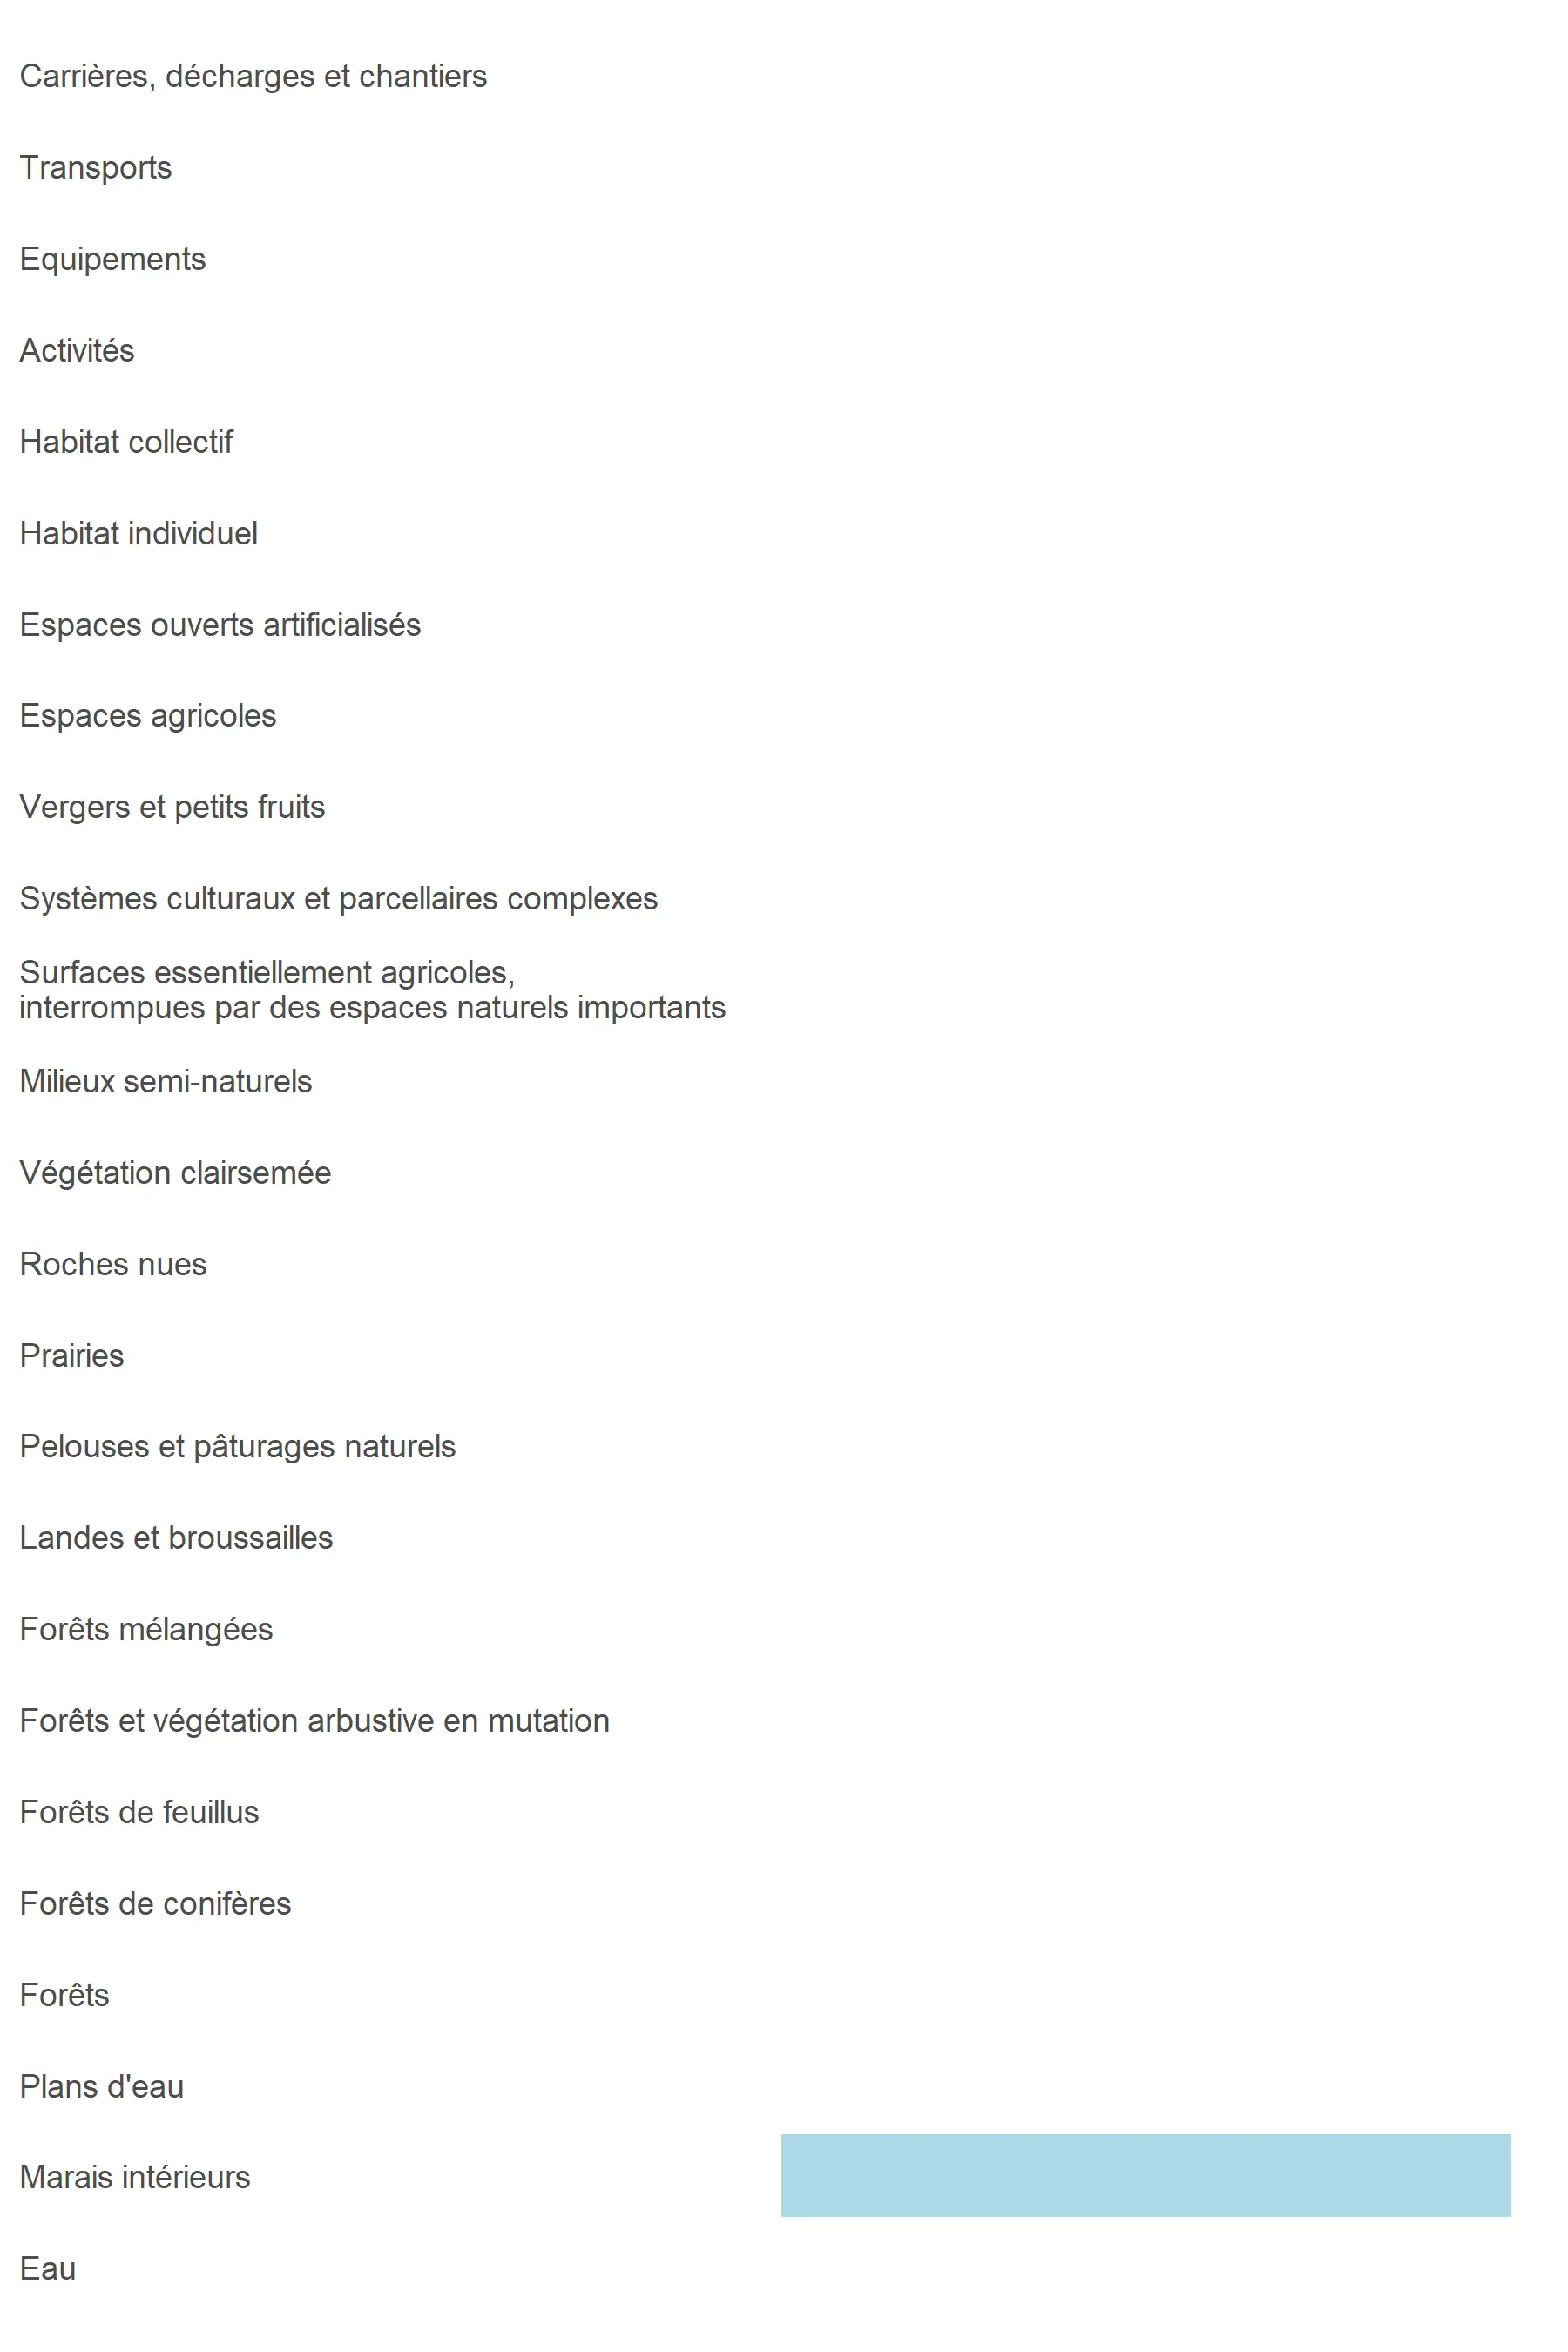 Carrières, décharges et chantiers
Transports
Equipements
Activités
Habitat collectif
Habitat individuel
Espaces ouverts artificialisés
Espaces agricoles
Vergers et petits fruits
Systèmes culturaux et parcellaires complexes
Surfaces essentiellement agricoles,
interrompues par des espaces naturels importants
Milieux semi-naturels
Végétation clairsemée
Roches nues
Prairies
Pelouses et pâturages naturels
Landes et broussailles
Forêts mélangées
Forêts et végétation arbustive en mutation
Forêts de feuillus
Forêts de conifères
Forêts
Plans d'eau
Marais intérieurs
Eau